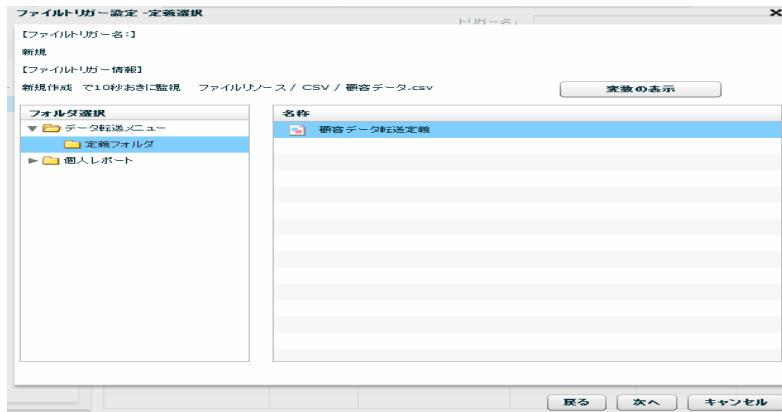 ファイルトリガー設定 -定義選択
トリガー名:
【ファイルトリガー名:】
新規
【ファイルトリガー情報】
新規作成 で10秒おきに監視 ファイルリソース / CSV / 顧客データ.csv
変数の表示
フォルダ選択
名称
データ転送メニュー
顧客データ転送定義
定義フォルダ
個人レポート
戻る 次へ キャンセル